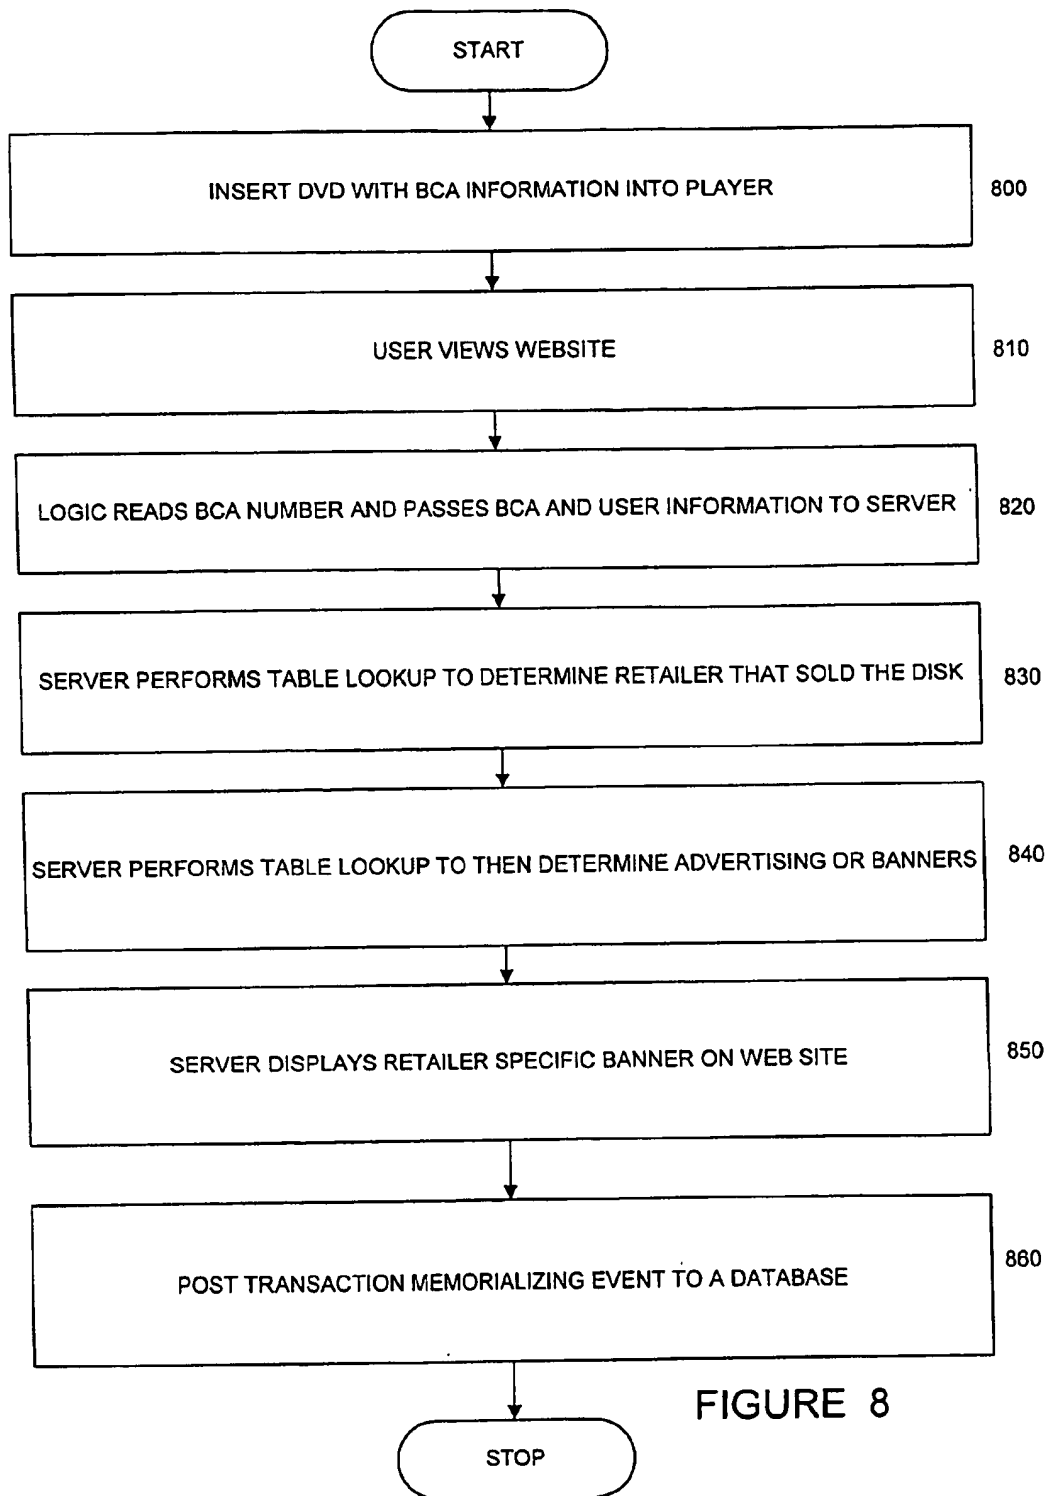 START
INSERT DVD WITH BCA INFORMATION INTO PLAYER
800
USER VIEWS WEBSITE
810
LOGIC READS BCA NUMBER AND PASSES BCA AND USER INFORMATION TO SERVER
820
SERVER PERFORMS TABLE LOOKUP TO DETERMINE RETAILER THAT SOLD THE DISK
830
SERVER PERFORMS TABLE LOOKUP TO THEN DETERMINE ADVERTISING OR BANNERS
840
SERVER DISPLAYS RETAILER SPECIFIC BANNER ON WEB SITE
850
POST TRANSACTION MEMORIALIZING EVENT TO A DATABASE
860
FIGURE 8
STOP